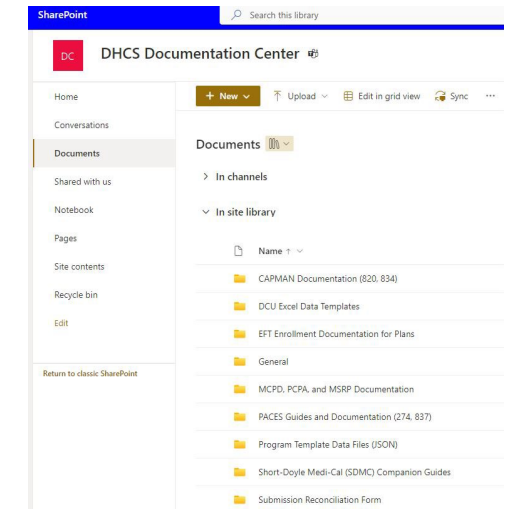 SharePoint
Search this library
DC
DHCS Documentation Center
Home
Conversations
Documents
Shared with us
Notebook
Pages
Site contents
Recycle bin
Edit
Return to classic SharePoint
+ New
Upload
Edit in grid view
Sync
...
Documents
In channels
In site library
Name ↑
CAPMAN Documentation (820, 834)
DCU Excel Data Templates
EFT Enrollment Documentation for Plans
General
MCPD, PCPA, and MSRP Documentation
PACES Guides and Documentation (274, 837)
Program Template Data Files (JSON)
Short-Doyle Medi-Cal (SDMC) Companion Guides
Submission Reconciliation Form